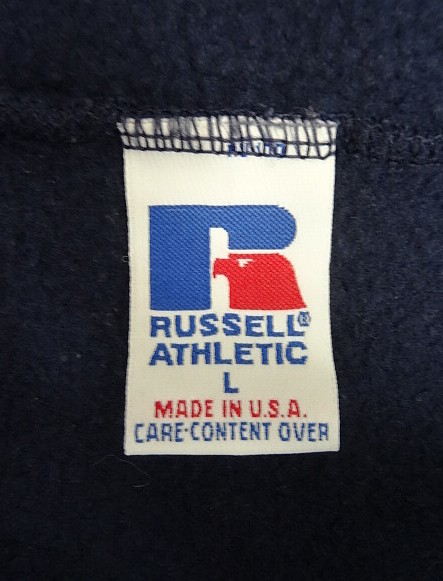 RUSSELL®
ATHLETIC
L
MADE IN U.S.A.
CARE-CONTENT OVER